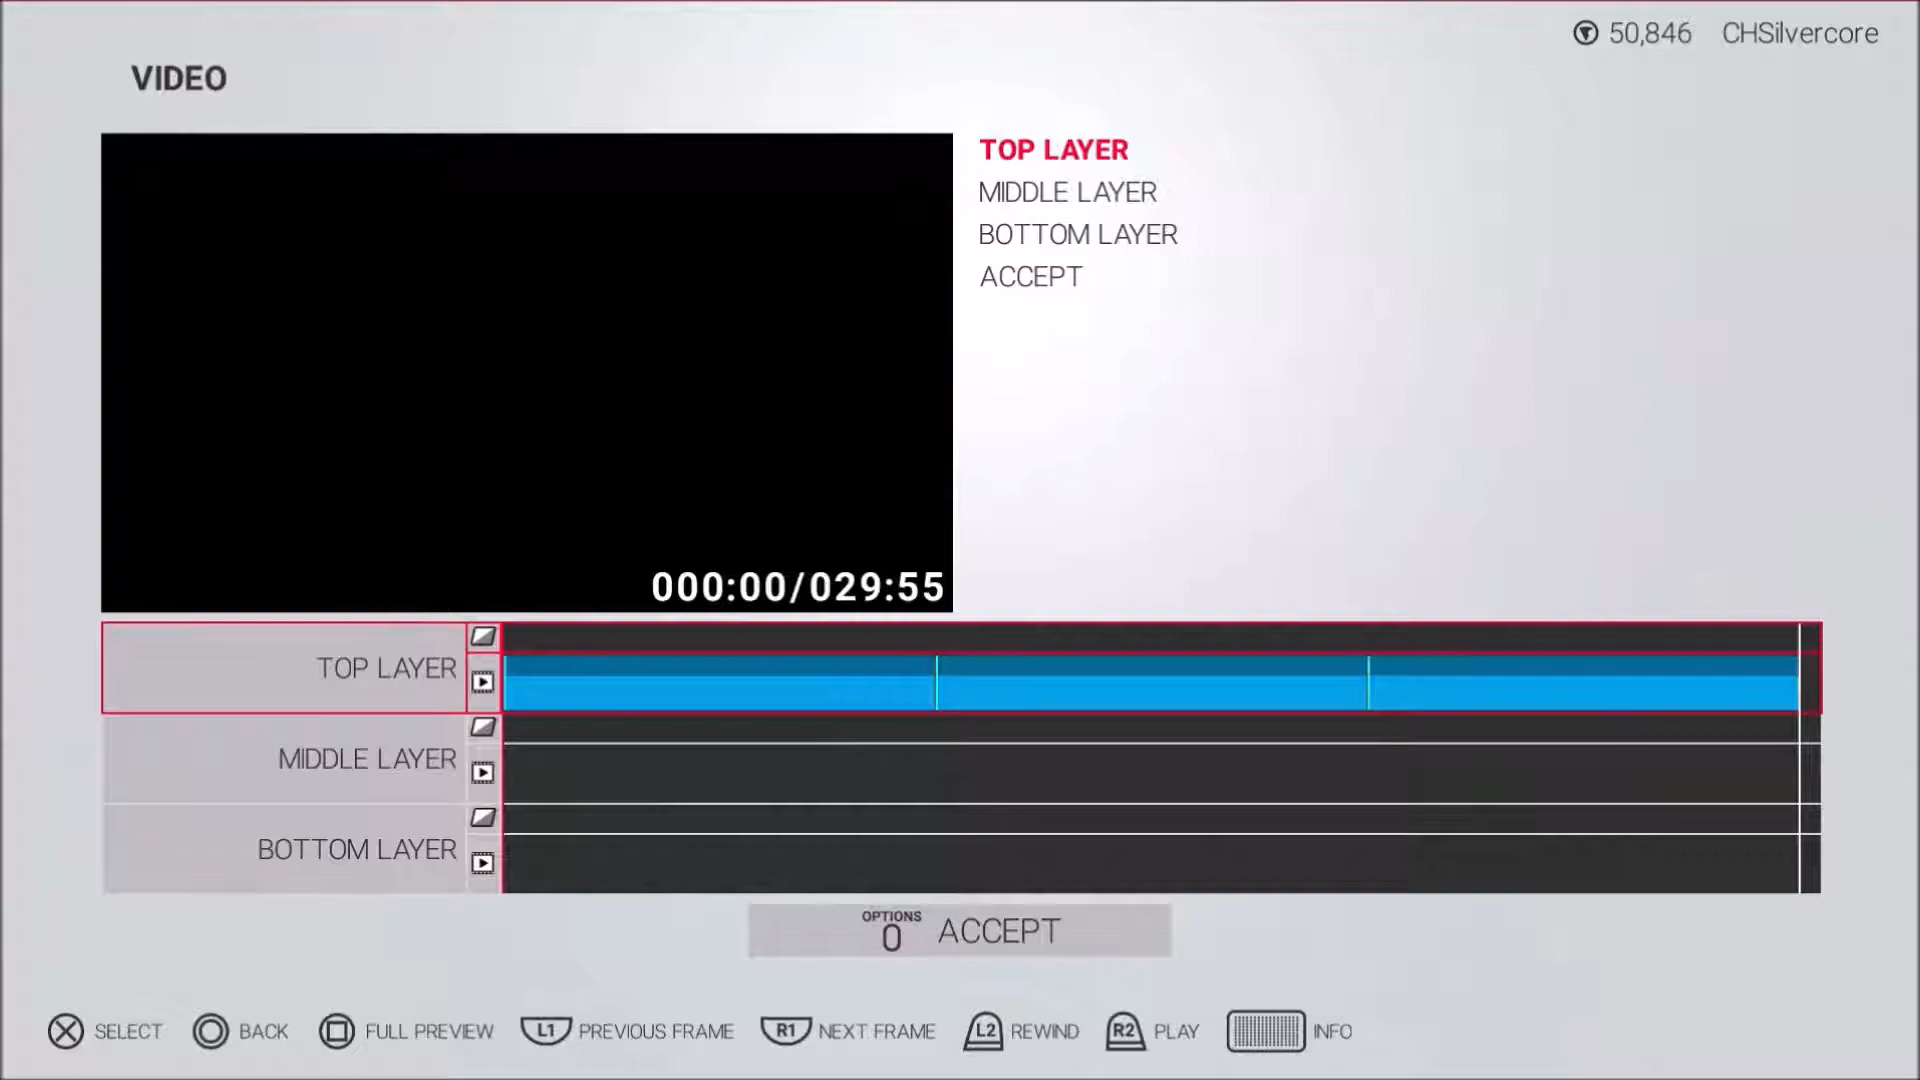 50,846 CHSilvercore
VIDEO
TOP LAYER
MIDDLE LAYER
BOTTOM LAYER
ACCEPT
000:00/029:55
TOP LAYER
MIDDLE LAYER
BOTTOM LAYER
OPTIONS
ACCEPT
SELECT BACK FULL PREVIEW L1 PREVIOUS FRAME R1 NEXT FRAME L2 REWIND R2 PLAY INFO